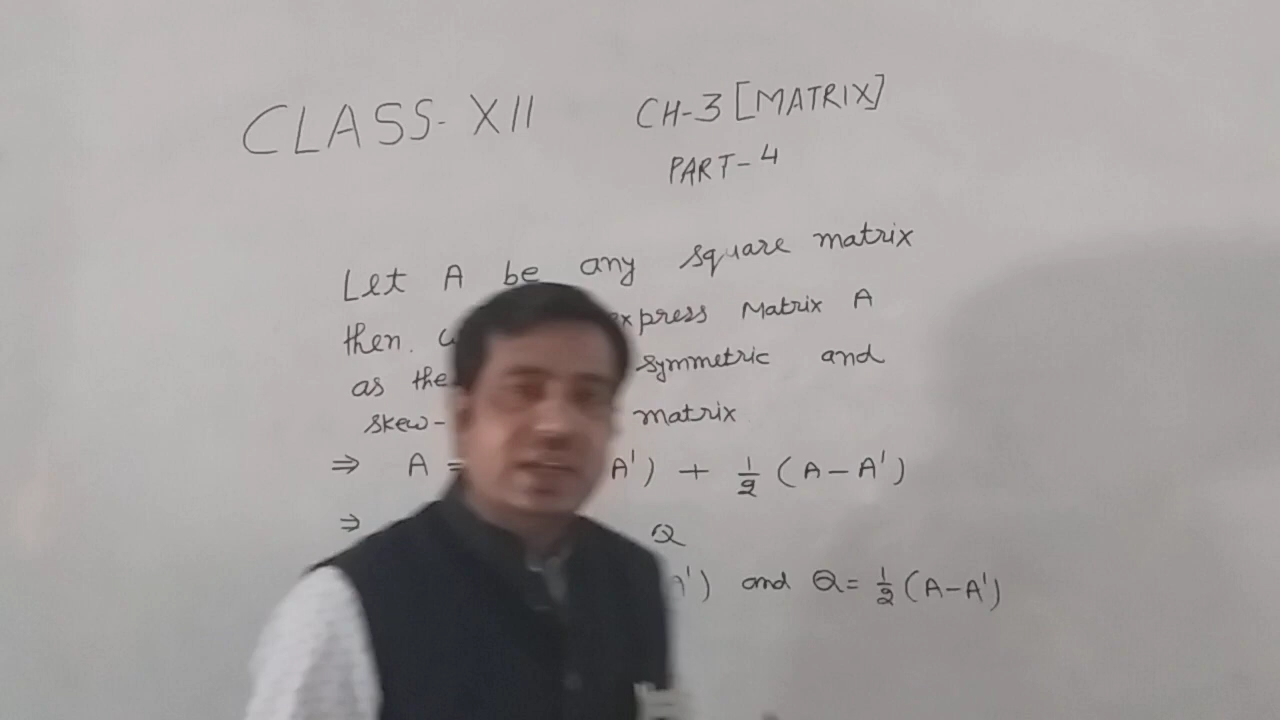 CLASS-XII CH-3 [MATRIX]
PART-4
Let A be any square matrix
then. express Matrix A
as the symmetric and
skew- matrix
⇒ A = A') + 1/2 (A-A')
⇒ Q
A') and Q= 1/2 (A-A')